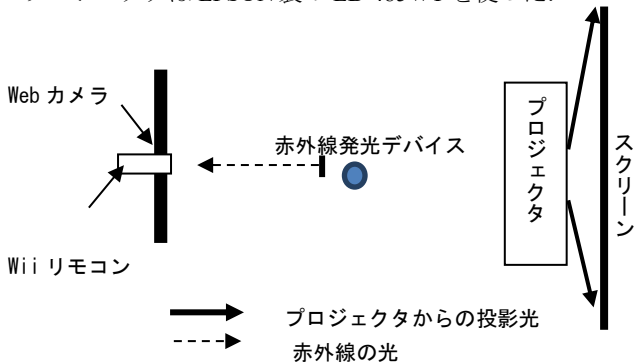 Web カメラ
赤外線発光デバイス
プロジェクタ
スクリーン
Wii リモコン
プロジェクタからの投影光
赤外線の光